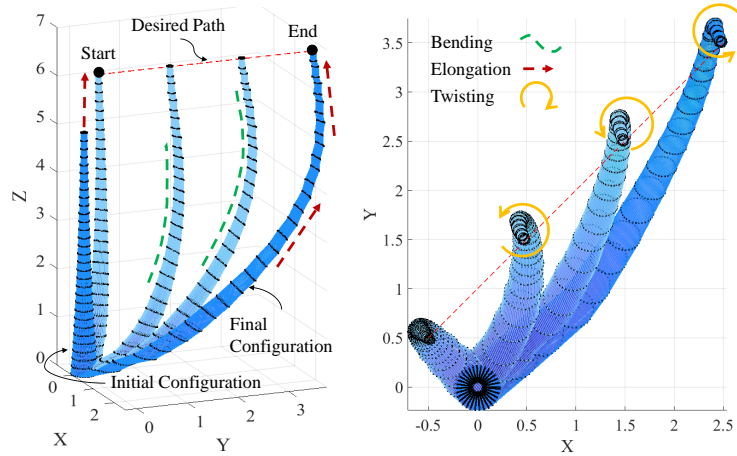 7
6
5
4
3
2
1
0
Z
Start
Desired Path
End
Final
Configuration
Initial Configuration
0
1
2
X
0
1
2
3
Y
3.5
3
2.5
2
1.5
1
0.5
0
Y
Bending
Elongation
Twisting
-0.5
0
0.5
1
1.5
2
2.5
X